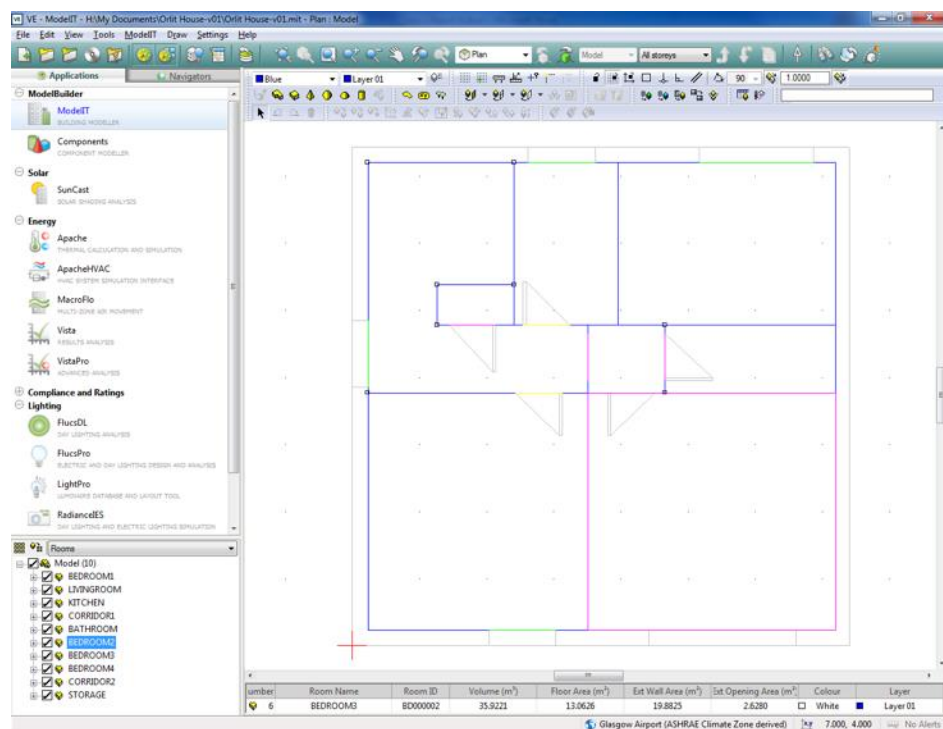 VE - ModelIT - H:\My Documents\Orlit House-v01\Orlit House-v01.mit - Plan : Model
File Edit View Tools ModelIT Draw Settings Help
Plan
Model
All storeys
Applications
Navigators
Blue
Layer 01
90
1.0000
ModelBuilder
ModelIT
BUILDING MODELLER
Components
COMPONENT MODELLER
Solar
SunCast
SOLAR SHADING ANALYSIS
Energy
Apache
THERMAL CALCULATION AND SIMULATION
ApacheHVAC
HVAC SYSTEM SIMULATION INTERFACE
MacroFlo
MULTI-ZONE AIR MOVEMENT
Vista
RESULTS ANALYSIS
VistaPro
ADVANCED ANALYSIS
Compliance and Ratings
Lighting
FlucsDL
DAY LIGHTING ANALYSIS
FlucsPro
ELECTRIC AND DAY LIGHTING DESIGN AND ANALYSIS
LightPro
LUMINAIRE DATABASE AND LAYOUT TOOL
RadianceIES
DAY LIGHTING AND ELECTRIC LIGHTING SIMULATION
Rooms
Model (10)
BEDROOM1
LIVINGROOM
KITCHEN
CORRIDOR1
BATHROOM
BEDROOM2
BEDROOM3
BEDROOM4
CORRIDOR2
STORAGE
umber Room Name Room ID Volume (m³) Floor Area (m²) Ext Wall Area (m²) Ext Opening Area (m²) Colour Layer
6 BEDROOM3 BD000002 35.9221 13.0626 19.8825 2.6280 White Layer 01
Glasgow Airport (ASHRAE Climate Zone derived) 7.000, 4.000 No Alerts